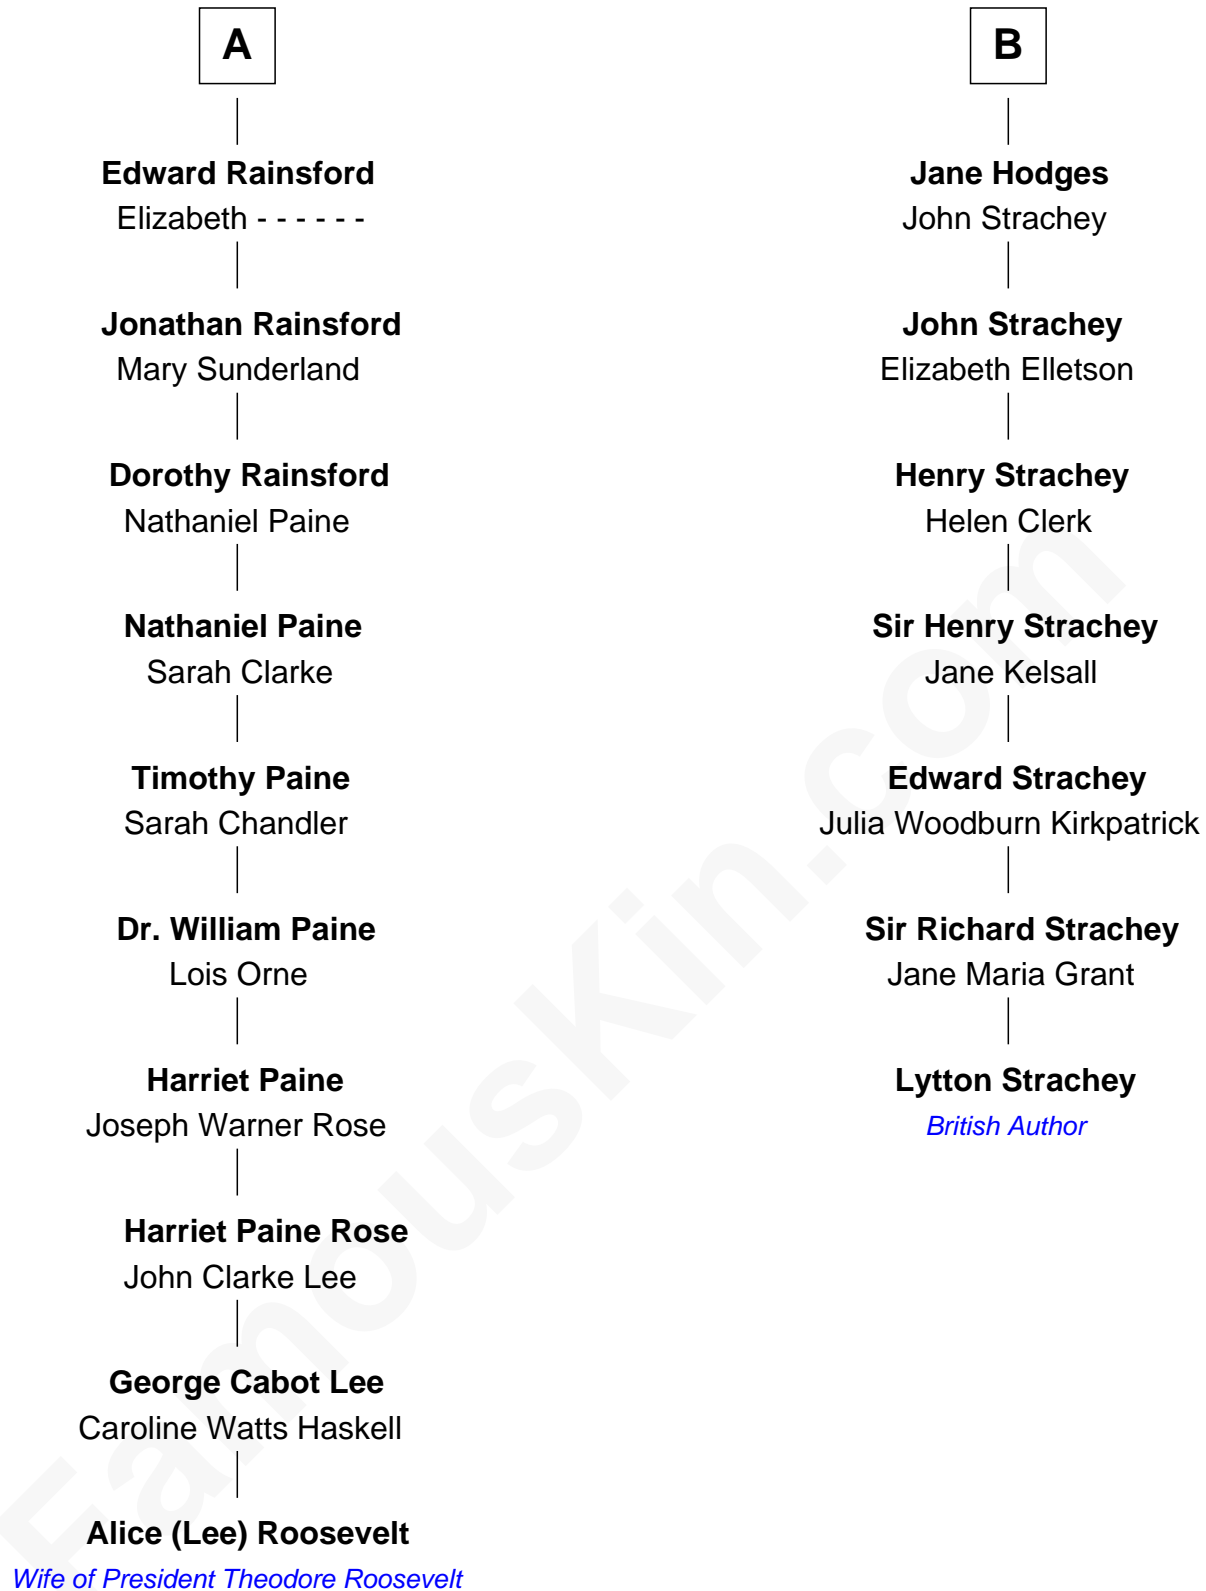 A
Edward Rainsford
Elizabeth - - - - - -
Jonathan Rainsford
Mary Sunderland
Dorothy Rainsford
Nathaniel Paine
Nathaniel Paine
Sarah Clarke
Timothy Paine
Sarah Chandler
Dr. William Paine
Lois Orne
Harriet Paine
Joseph Warner Rose
Harriet Paine Rose
John Clarke Lee
George Cabot Lee
Caroline Watts Haskell
Alice (Lee) Roosevelt
Wife of President Theodore Roosevelt
B
Jane Hodges
John Strachey
John Strachey
Elizabeth Elletson
Henry Strachey
Helen Clerk
Sir Henry Strachey
Jane Kelsall
Edward Strachey
Julia Woodburn Kirkpatrick
Sir Richard Strachey
Jane Maria Grant
Lytton Strachey
British Author
FamousKin.com